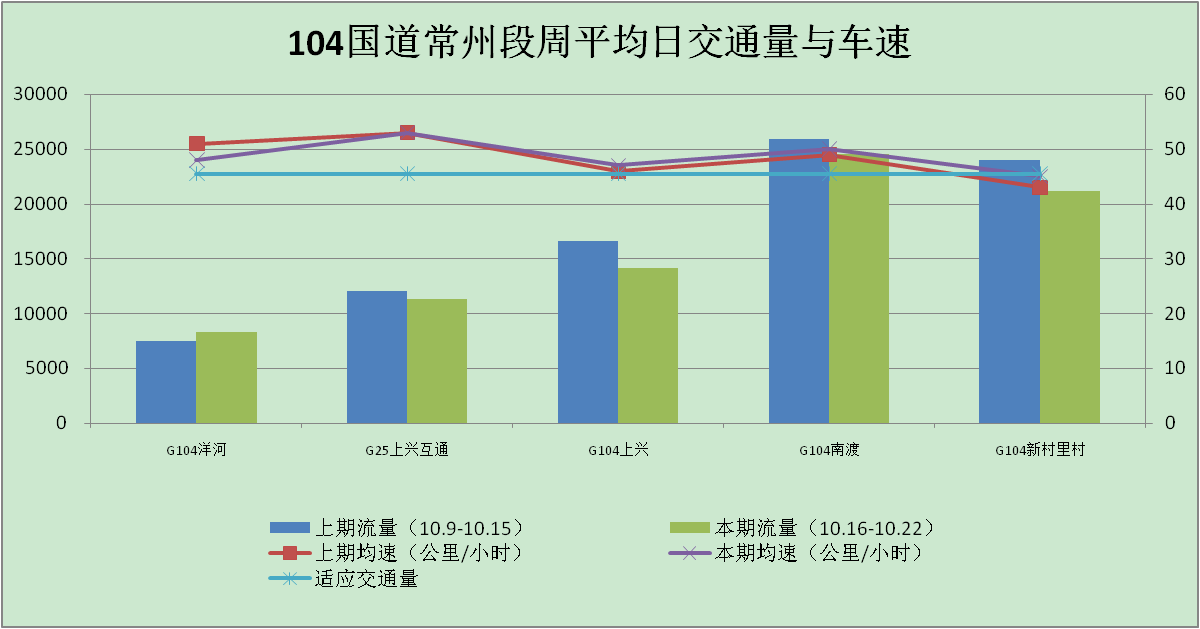 104国道常州段周平均日交通量与车速
30000 60
25000 50
20000 40
15000 30
10000 20
5000 10
0 0
G104洋河 G25上兴互通 G104上兴 G104南渡 G104新村里村
上期流量（10.9-10.15） 本期流量（10.16-10.22）
上期均速（公里/小时） 本期均速（公里/小时）
适应交通量